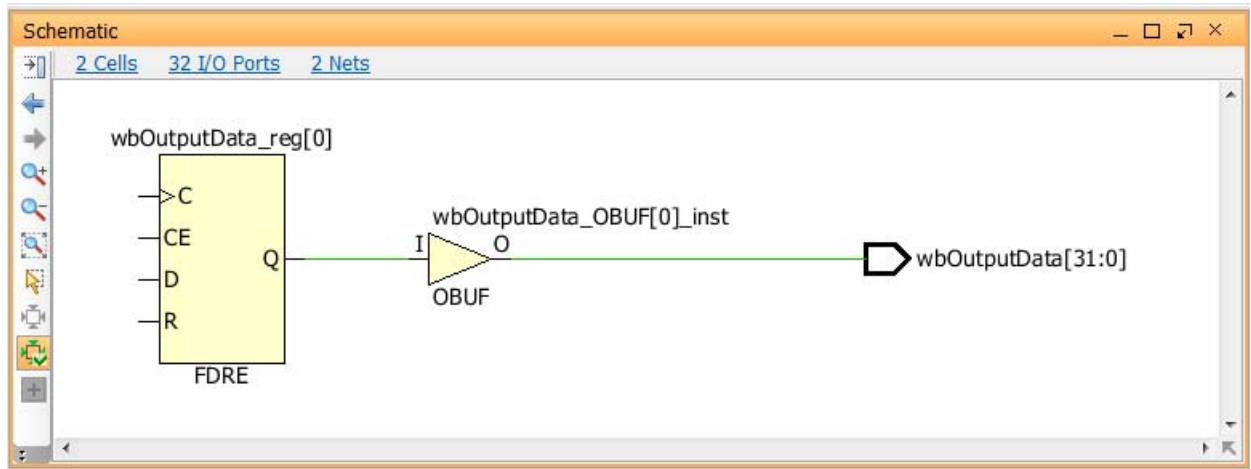 Schematic
2 Cells 32 I/O Ports 2 Nets
wbOutputData_reg[0]
C
CE
D
R
Q
FDRE
wbOutputData_OBUF[0]_inst
I
O
OBUF
wbOutputData[31:0]